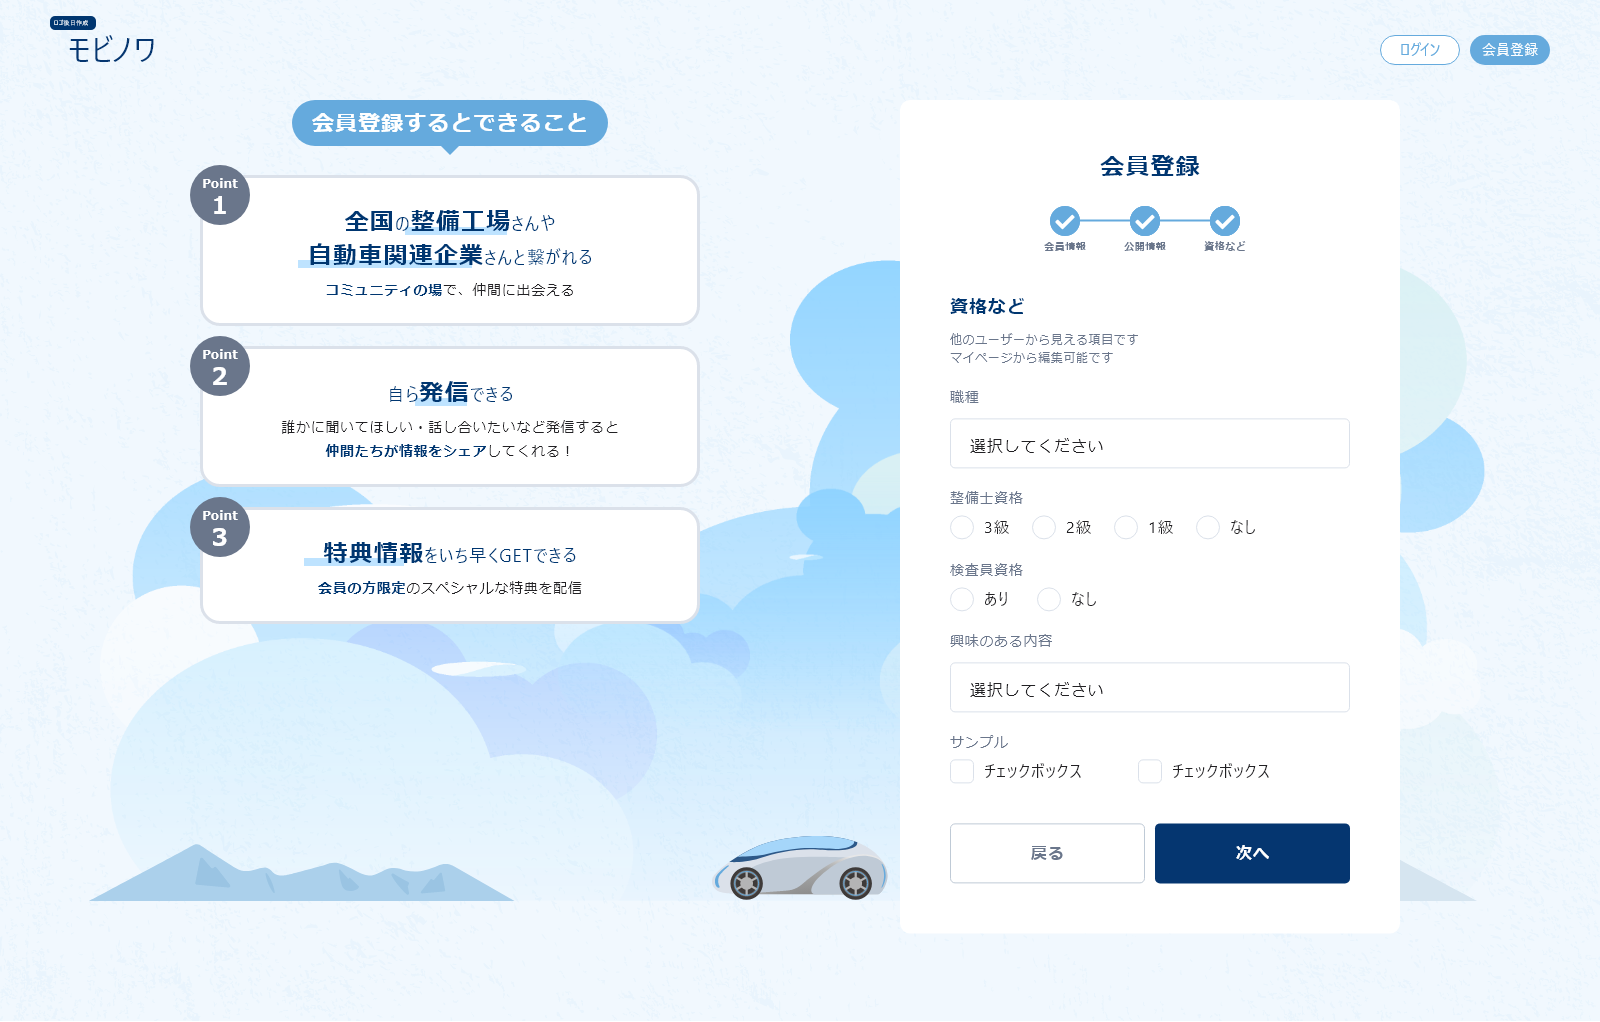 ロゴ後日作成
モビノワ
ログイン
会員登録
会員登録するとできること
Point
1
全国の整備工場さんや
自動車関連企業さんと繋がれる
コミュニティの場で、仲間に出会える
Point
2
自ら発信できる
誰かに聞いてほしい・話し合いたいなど発信すると
仲間たちが情報をシェアしてくれる！
Point
3
特典情報をいち早くGETできる
会員の方限定のスペシャルな特典を配信
会員登録
会員情報
公開情報
資格など
資格など
他のユーザーから見える項目です
マイページから編集可能です
職種
選択してください
整備士資格
3級 2級 1級 なし
検査員資格
あり なし
興味のある内容
選択してください
サンプル
チェックボックス チェックボックス
戻る
次へ